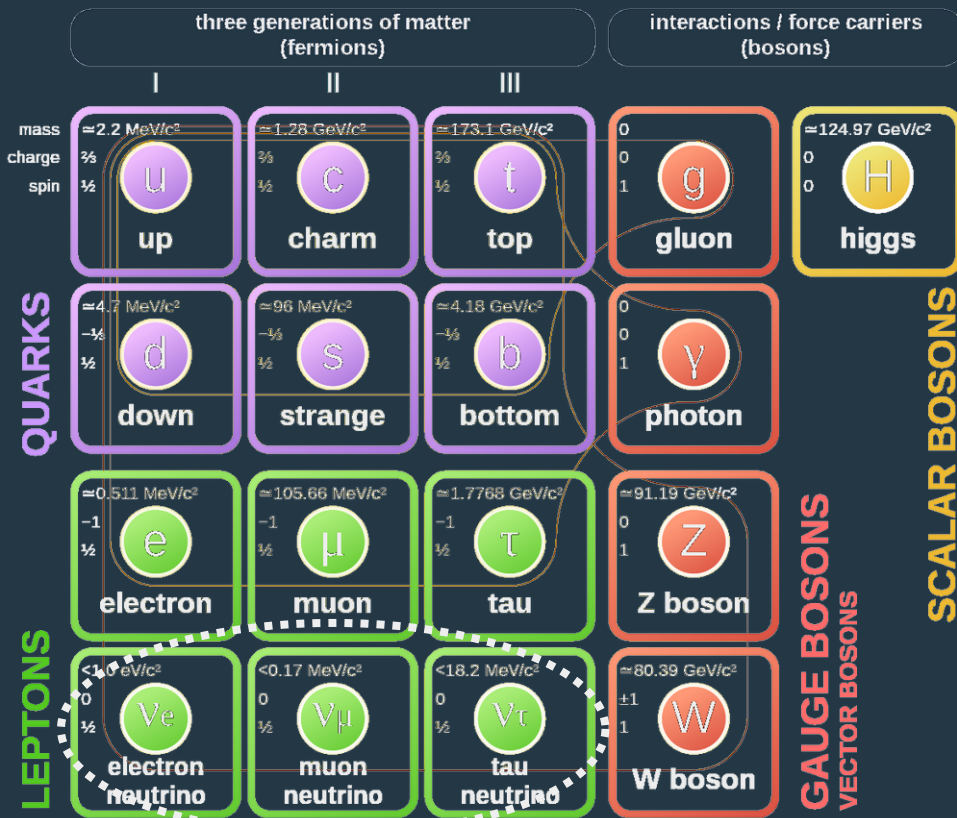 three generations of matter
(fermions)
interactions / force carriers
(bosons)
I
II
III
mass
charge
spin
≃2.2 MeV/c²
⅔
½
u
up
≃1.28 GeV/c²
⅔
½
c
charm
≃173.1 GeV/c²
⅔
½
t
top
0
0
1
g
gluon
≃124.97 GeV/c²
0
0
H
higgs
QUARKS
≃4.7 MeV/c²
−⅓
½
d
down
≃96 MeV/c²
−⅓
½
s
strange
≃4.18 GeV/c²
−⅓
½
b
bottom
0
0
1
γ
photon
SCALAR BOSONS
≃0.511 MeV/c²
−1
½
e
electron
≃105.66 MeV/c²
−1
½
μ
muon
≃1.7768 GeV/c²
−1
½
τ
tau
≃91.19 GeV/c²
0
1
Z
Z boson
GAUGE BOSONS
VECTOR BOSONS
LEPTONS
<1.0 eV/c²
0
½
νe
electron
neutrino
<0.17 MeV/c²
0
½
νμ
muon
neutrino
<18.2 MeV/c²
0
½
ντ
tau
neutrino
≃80.39 GeV/c²
±1
1
W
W boson